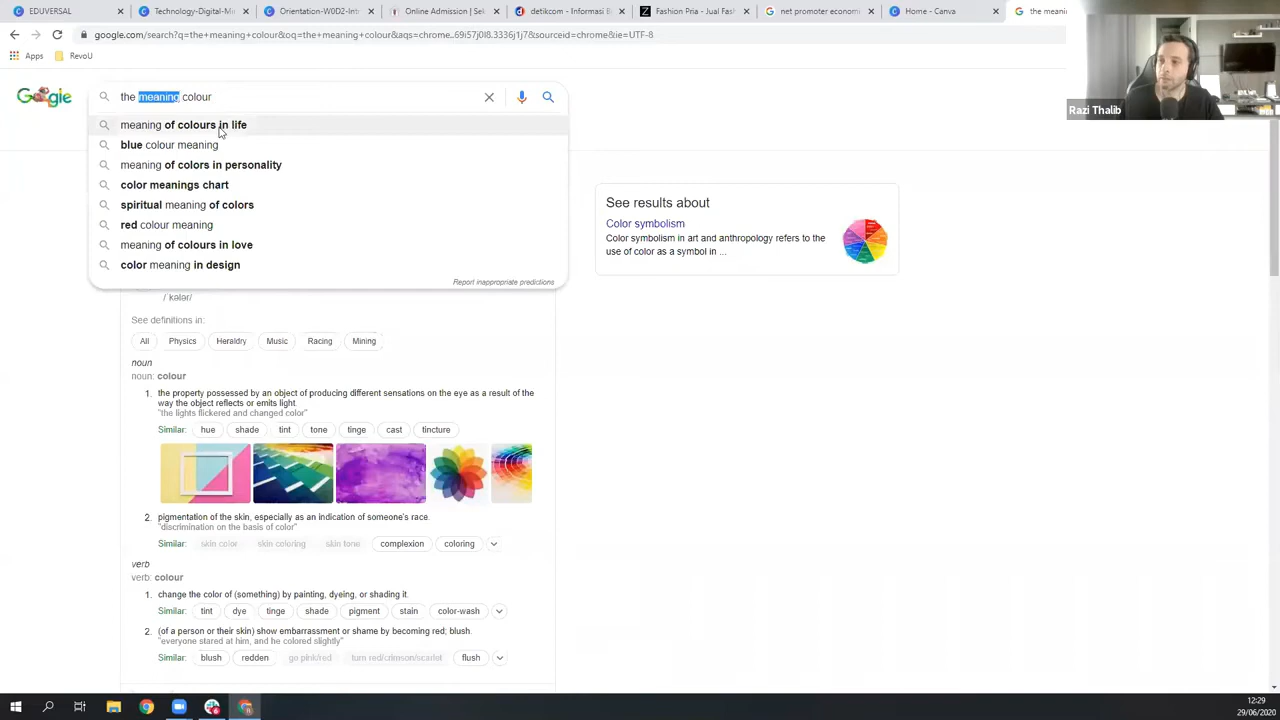 EDUVERSAL
Technology-Digital-M
Orientation-W0D2-Int
Online Admission | Sek
detikcom - Informasi B
Fashion Pria - Jual Fas
net promoter econom
Home - Canva
the meani
google.com/search?q=the+meaning+colour&oq=the+meaning+colour&aqs=chrome..69i57j0l8.3336j1j7&sourceid=chrome&ie=UTF-8
Apps
RevoU
Razi Thalib
Google
the meaning colour
meaning of colours in life
blue colour meaning
meaning of colors in personality
color meanings chart
spiritual meaning of colors
red colour meaning
meaning of colours in love
color meaning in design
Report inappropriate predictions
See results about
Color symbolism
Color symbolism in art and anthropology refers to the
use of color as a symbol in ...
/ˈkələr/
See definitions in:
All
Physics
Heraldry
Music
Racing
Mining
noun
noun: colour
1. the property possessed by an object of producing different sensations on the eye as a result of the
way the object reflects or emits light.
"the lights flickered and changed color"
Similar: hue shade tint tone tinge cast tincture
2. pigmentation of the skin, especially as an indication of someone's race.
"discrimination on the basis of color"
Similar: skin color skin coloring skin tone complexion coloring
verb
verb: colour
1. change the color of (something) by painting, dyeing, or shading it.
Similar: tint dye tinge shade pigment stain color-wash
2. (of a person or their skin) show embarrassment or shame by becoming red; blush.
"everyone stared at him, and he colored slightly"
Similar: blush redden go pink/red turn red/crimson/scarlet flush
12:29
29/06/2020